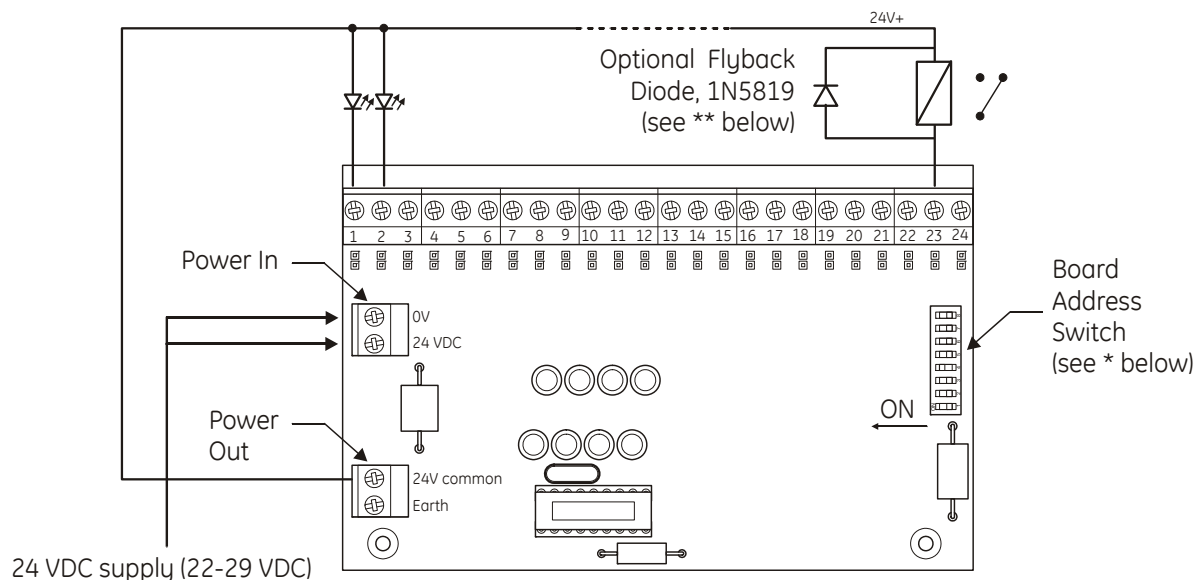 24V+
Optional Flyback
Diode, 1N5819
(see ** below)
1 2 3 4 5 6 7 8 9 10 11 12 13 14 15 16 17 18 19 20 21 22 23 24
Power In
0V
24 VDC
Board
Address
Switch
(see * below)
ON
Power
Out
24V common
Earth
24 VDC supply (22-29 VDC)